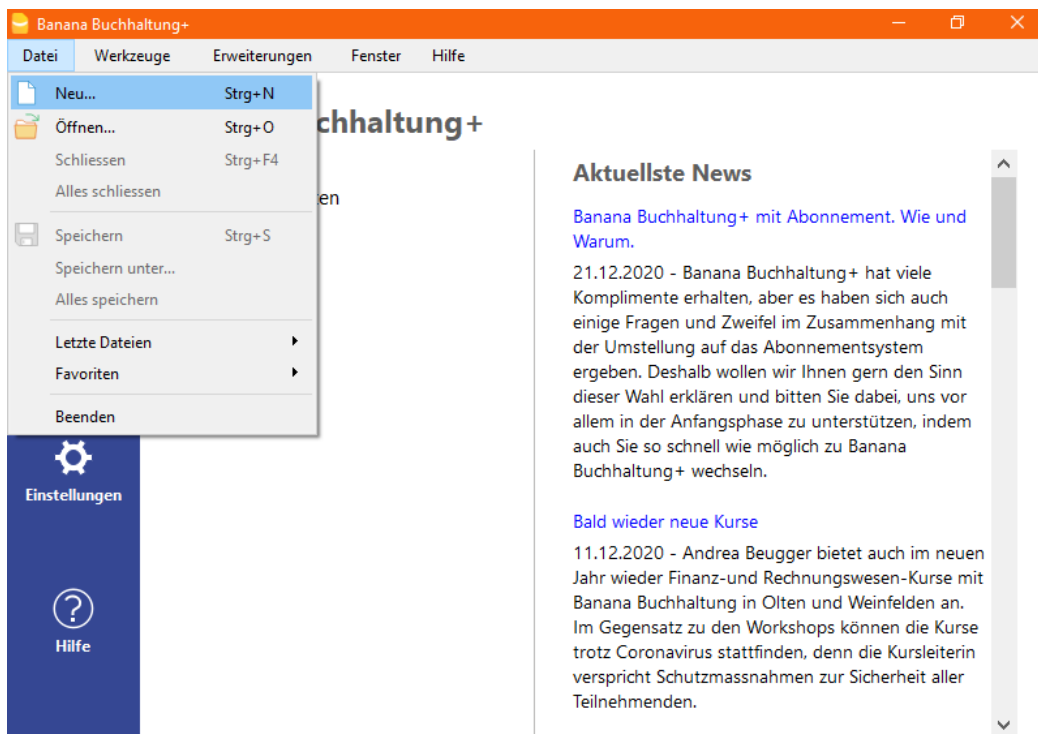 Banana Buchhaltung+
Datei Werkzeuge Erweiterungen Fenster Hilfe
Neu... Strg+N
Öffnen... Strg+O
Schliessen Strg+F4
Alles schliessen
Speichern Strg+S
Speichern unter...
Alles speichern
Letzte Dateien
Favoriten
Beenden
Einstellungen
Hilfe
chhaltung+
en
Aktuellste News
Banana Buchhaltung+ mit Abonnement. Wie und
Warum.
21.12.2020 - Banana Buchhaltung+ hat viele
Komplimente erhalten, aber es haben sich auch
einige Fragen und Zweifel im Zusammenhang mit
der Umstellung auf das Abonnementsystem
ergeben. Deshalb wollen wir Ihnen gern den Sinn
dieser Wahl erklären und bitten Sie dabei, uns vor
allem in der Anfangsphase zu unterstützen, indem
auch Sie so schnell wie möglich zu Banana
Buchhaltung+ wechseln.
Bald wieder neue Kurse
11.12.2020 - Andrea Beugger bietet auch im neuen
Jahr wieder Finanz-und Rechnungswesen-Kurse mit
Banana Buchhaltung in Olten und Weinfelden an.
Im Gegensatz zu den Workshops können die Kurse
trotz Coronavirus stattfinden, denn die Kursleiterin
verspricht Schutzmassnahmen zur Sicherheit aller
Teilnehmenden.